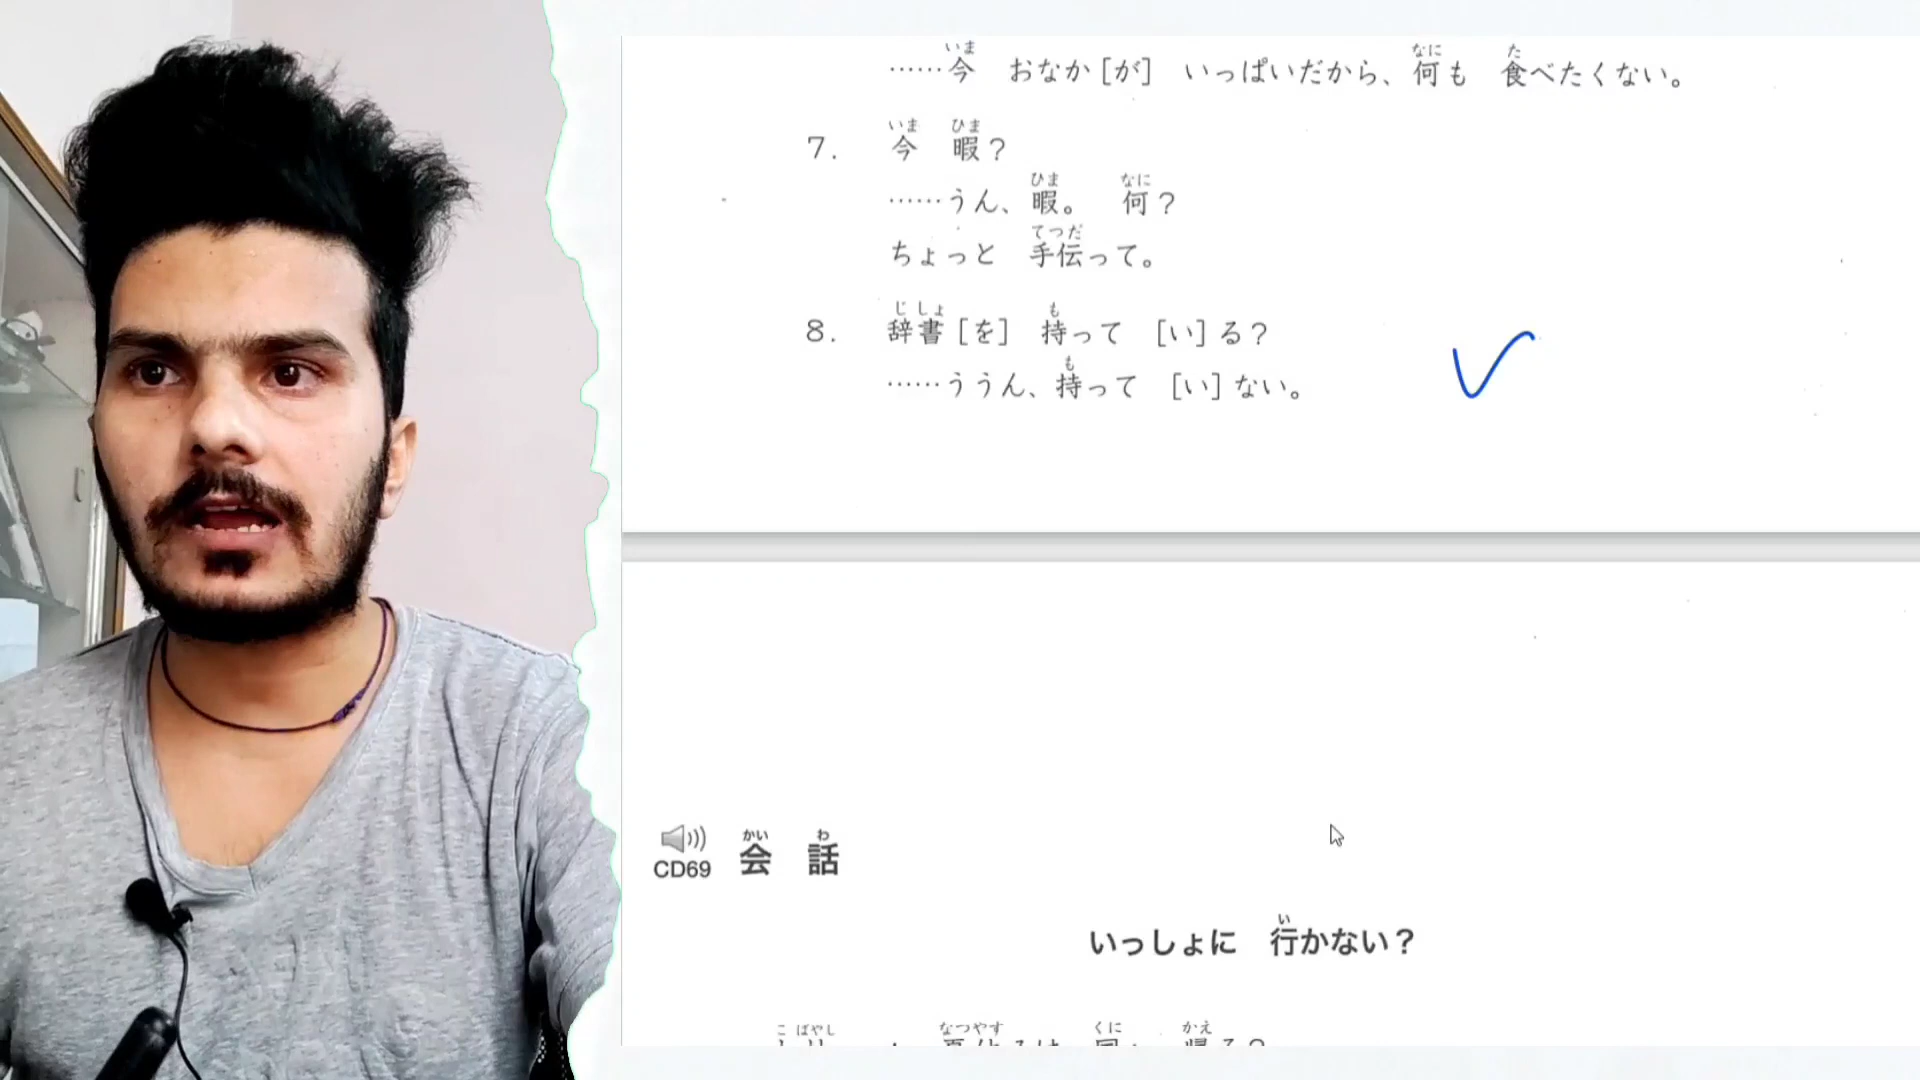 ……今 おなか[が] いっぱいだから、何も 食べたくない。
7. 今 暇？
……うん、暇。 何？
ちょっと 手伝って。
8. 辞書[を] 持って [い]る？
……ううん、持って [い]ない。
CD69 会話
いっしょに 行かない？